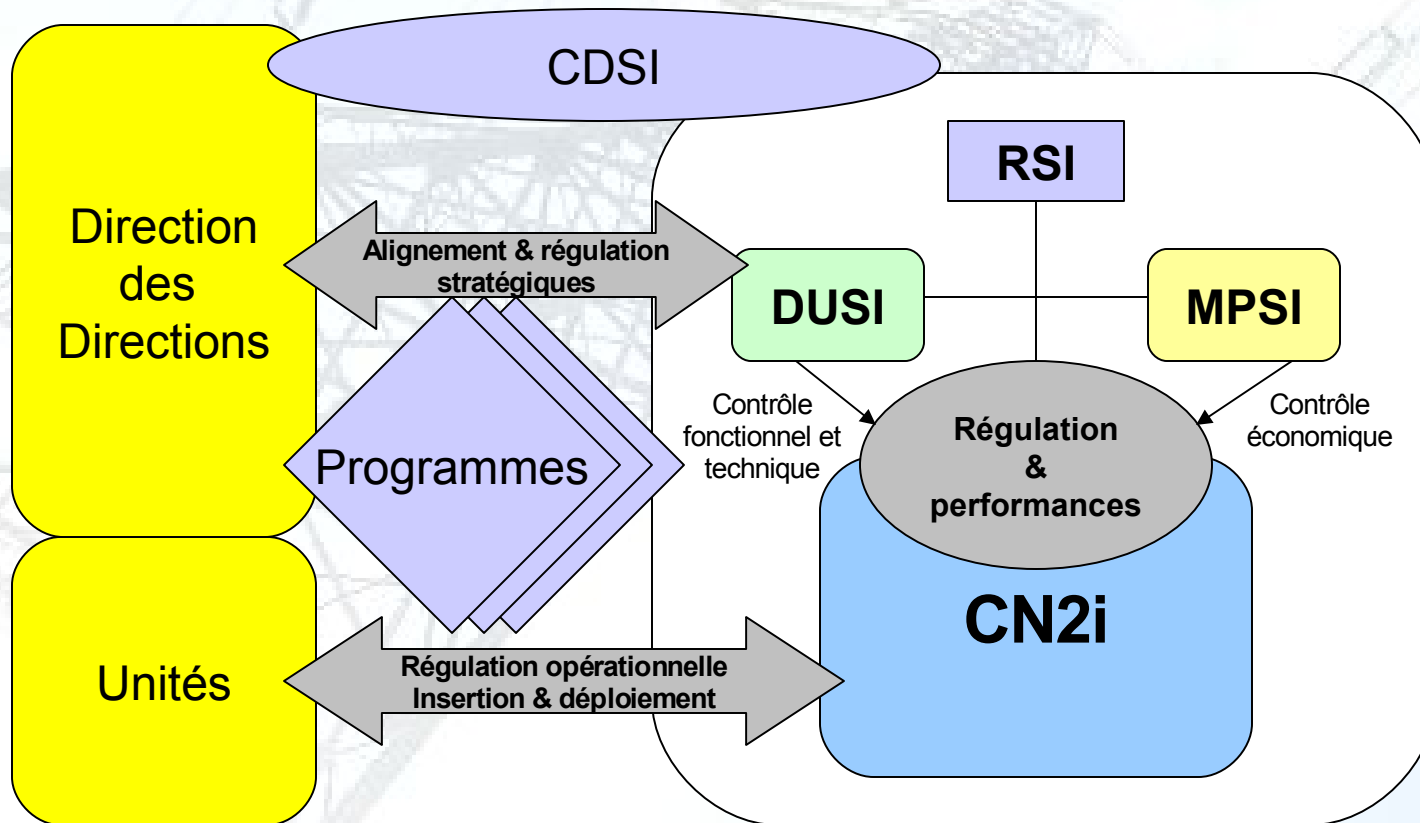 CDSI
Direction
des
Directions
Alignement & régulation
stratégiques
RSI
DUSI
MPSI
Contrôle
fonctionnel et
technique
Contrôle
économique
Régulation
&
performances
Programmes
CN2i
Unités
Régulation opérationnelle
Insertion & déploiement